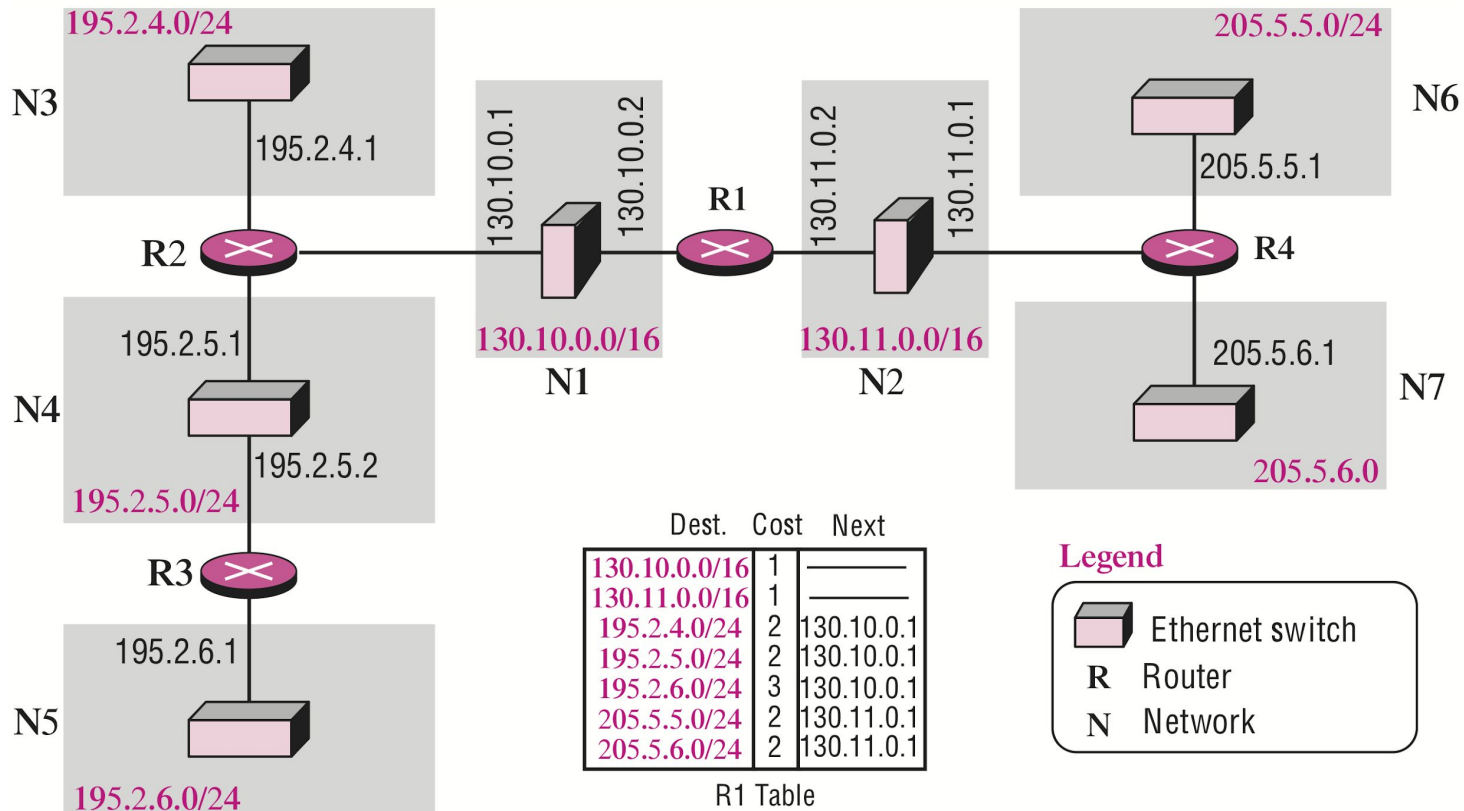 195.2.4.0/24
N3
195.2.4.1
R2
195.2.5.1
N4
195.2.5.2
195.2.5.0/24
R3
195.2.6.1
N5
195.2.6.0/24
130.10.0.1
130.10.0.2
130.10.0.0/16
N1
R1
130.11.0.2
130.11.0.1
130.11.0.0/16
N2
205.5.5.0/24
N6
205.5.5.1
R4
205.5.6.1
N7
205.5.6.0
Dest. Cost Next
130.10.0.0/16 1
130.11.0.0/16 1
195.2.4.0/24 2 130.10.0.1
195.2.5.0/24 2 130.10.0.1
195.2.6.0/24 3 130.10.0.1
205.5.5.0/24 2 130.11.0.1
205.5.6.0/24 2 130.11.0.1
R1 Table
Legend
Ethernet switch
R Router
N Network